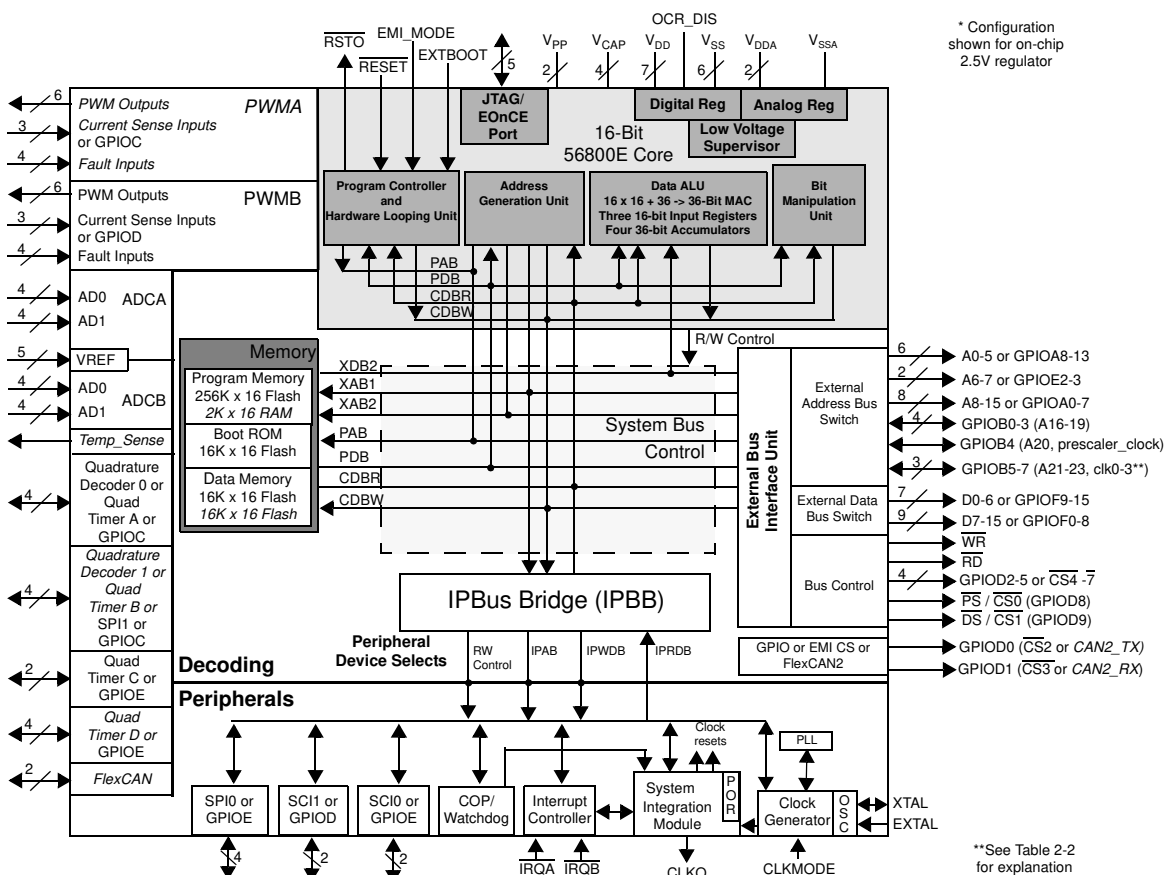 OCR_DIS
* Configuration
shown for on-chip
2.5V regulator
RSTO
EMI_MODE
RESET
EXTBOOT
5
VPP
2
VCAP
4
VDD
7
VSS
6
VDDA
2
VSSA
6
PWM Outputs
PWMA
3
Current Sense Inputs
or GPIOC
4
Fault Inputs
6
PWM Outputs
PWMB
3
Current Sense Inputs
or GPIOD
4
Fault Inputs
JTAG/
EOnCE
Port
Digital Reg
Analog Reg
Low Voltage
Supervisor
16-Bit
56800E Core
Program Controller
and
Hardware Looping Unit
Address
Generation Unit
Data ALU
16 x 16 + 36 -> 36-Bit MAC
Three 16-bit Input Registers
Four 36-bit Accumulators
Bit
Manipulation
Unit
PAB
PDB
CDBR
CDBW
4
AD0
ADCA
4
AD1
5
VREF
4
AD0
ADCB
4
AD1
Temp_Sense
4
Quadrature
Decoder 0 or
Quad
Timer A or
GPIOC
4
Quadrature
Decoder 1 or
Quad
Timer B or
SPI1 or
GPIOC
2
Quad
Timer C or
GPIOE
4
Quad
Timer D or
GPIOE
2
FlexCAN
Memory
Program Memory
256K x 16 Flash
2K x 16 RAM
Boot ROM
16K x 16 Flash
Data Memory
16K x 16 Flash
16K x 16 Flash
XDB2
XAB1
XAB2
PAB
PDB
CDBR
CDBW
System Bus
Control
R/W Control
External Bus
Interface Unit
External
Address Bus
Switch
External Data
Bus Switch
Bus Control
GPIO or EMI CS or
FlexCAN2
6
A0-5 or GPIOA8-13
2
A6-7 or GPIOE2-3
8
A8-15 or GPIOA0-7
4
GPIOB0-3 (A16-19)
GPIOB4 (A20, prescaler_clock)
3
GPIOB5-7 (A21-23, clk0-3**)
7
D0-6 or GPIOF9-15
9
D7-15 or GPIOF0-8
WR
RD
4
GPIOD2-5 or CS4 -7
PS / CS0 (GPIOD8)
DS / CS1 (GPIOD9)
GPIOD0 (CS2 or CAN2_TX)
GPIOD1 (CS3 or CAN2_RX)
IPBus Bridge (IPBB)
Peripheral
Device Selects
RW
Control
IPAB
IPWDB
IPRDB
Decoding
Peripherals
Clock
resets
PLL
SPI0 or
GPIOE
SCI1 or
GPIOD
SCI0 or
GPIOE
COP/
Watchdog
Interrupt
Controller
System
Integration
Module
POR
Clock
Generator
OSC
XTAL
EXTAL
4
2
2
IRQA
IRQB
CLKO
CLKMODE
**See Table 2-2
for explanation